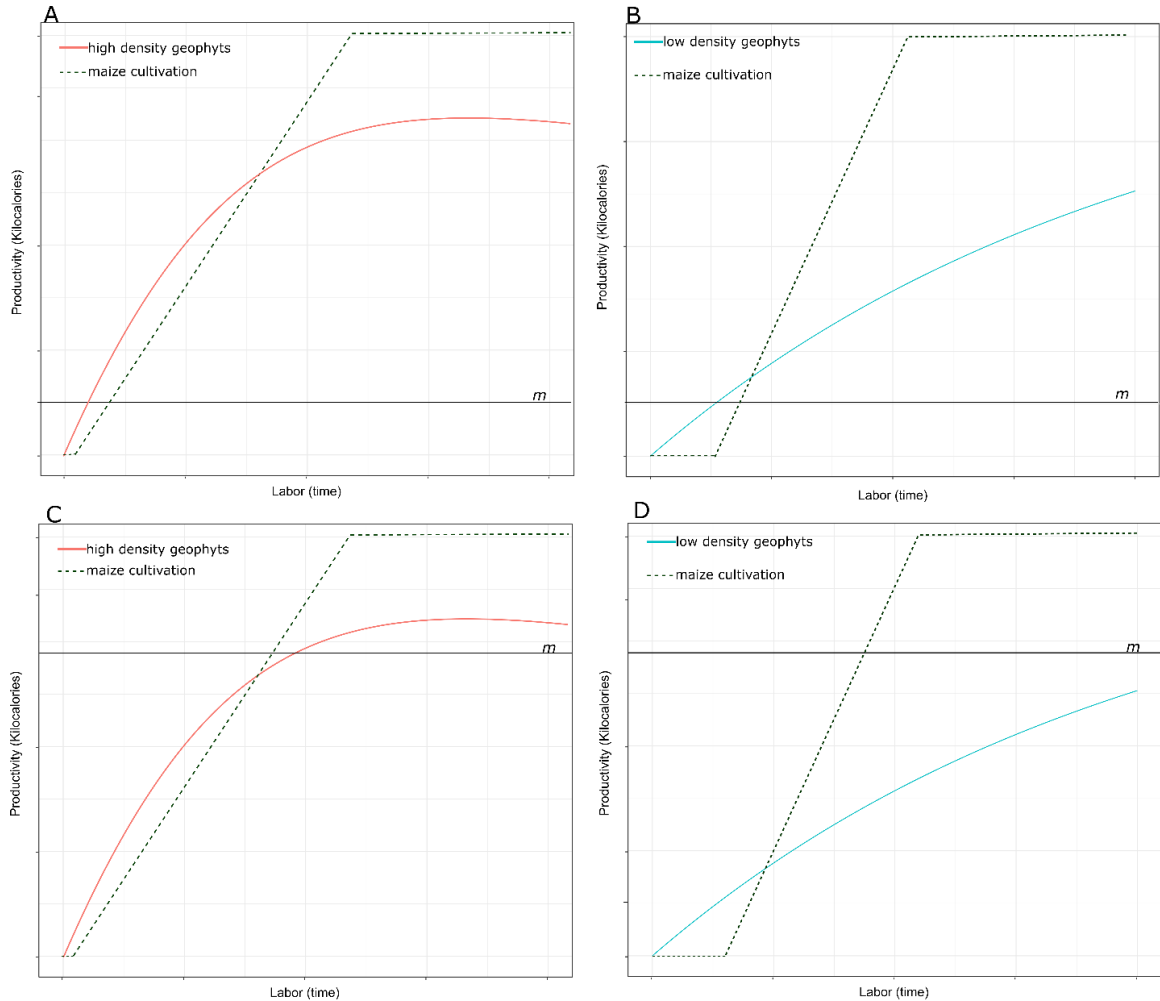 A
high density geophyts
maize cultivation
m
Productivity (Kilocalories)
Labor (time)
B
low density geophyts
maize cultivation
m
Productivity (Kilocalories)
Labor (time)
C
high density geophyts
maize cultivation
m
Productivity (Kilocalories)
Labor (time)
D
low density geophyts
maize cultivation
m
Productivity (Kilocalories)
Labor (time)